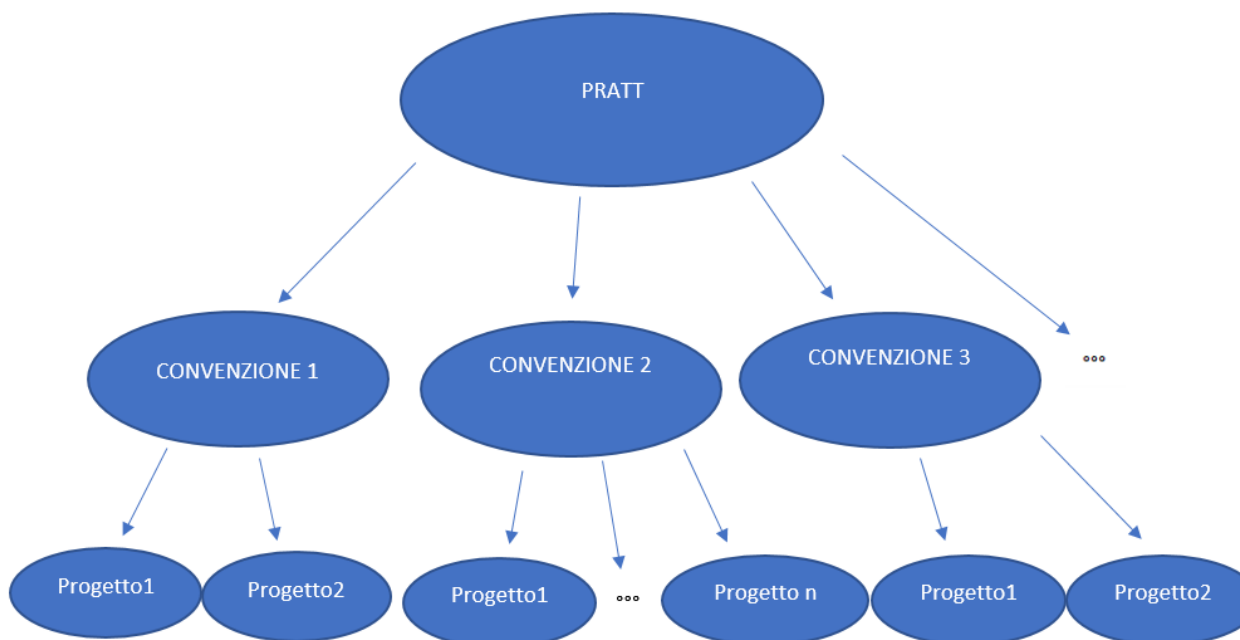 PRATT
CONVENZIONE 1
CONVENZIONE 2
CONVENZIONE 3
°°°
Progetto1
Progetto2
Progetto1
°°°
Progetto n
Progetto1
Progetto2